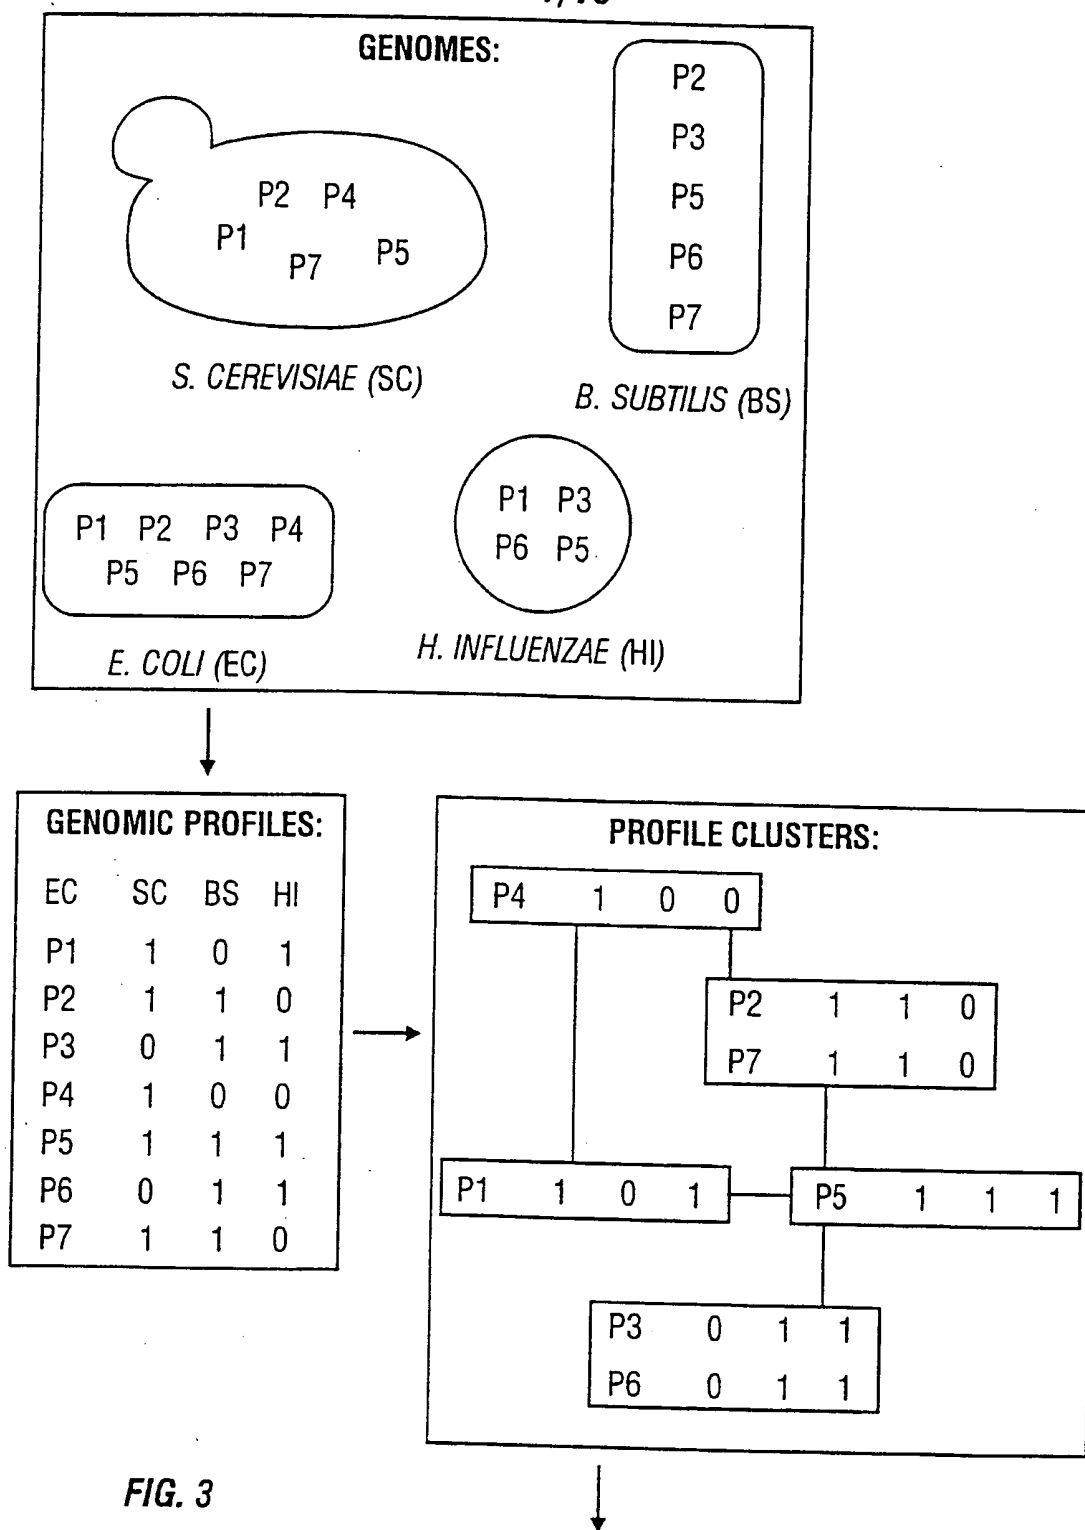 GENOMES:
P2 P4
P1 P7 P5
S. CEREVISIAE (SC)
P2
P3
P5
P6
P7
B. SUBTILIS (BS)
P1 P2 P3 P4
P5 P6 P7
E. COLI (EC)
P1 P3
P6 P5
H. INFLUENZAE (HI)
GENOMIC PROFILES:
EC SC BS HI
P1 1 0 1
P2 1 1 0
P3 0 1 1
P4 1 0 0
P5 1 1 1
P6 0 1 1
P7 1 1 0
PROFILE CLUSTERS:
P4 1 0 0
P2 1 1 0
P7 1 1 0
P1 1 0 1
P5 1 1 1
P3 0 1 1
P6 0 1 1
FIG. 3